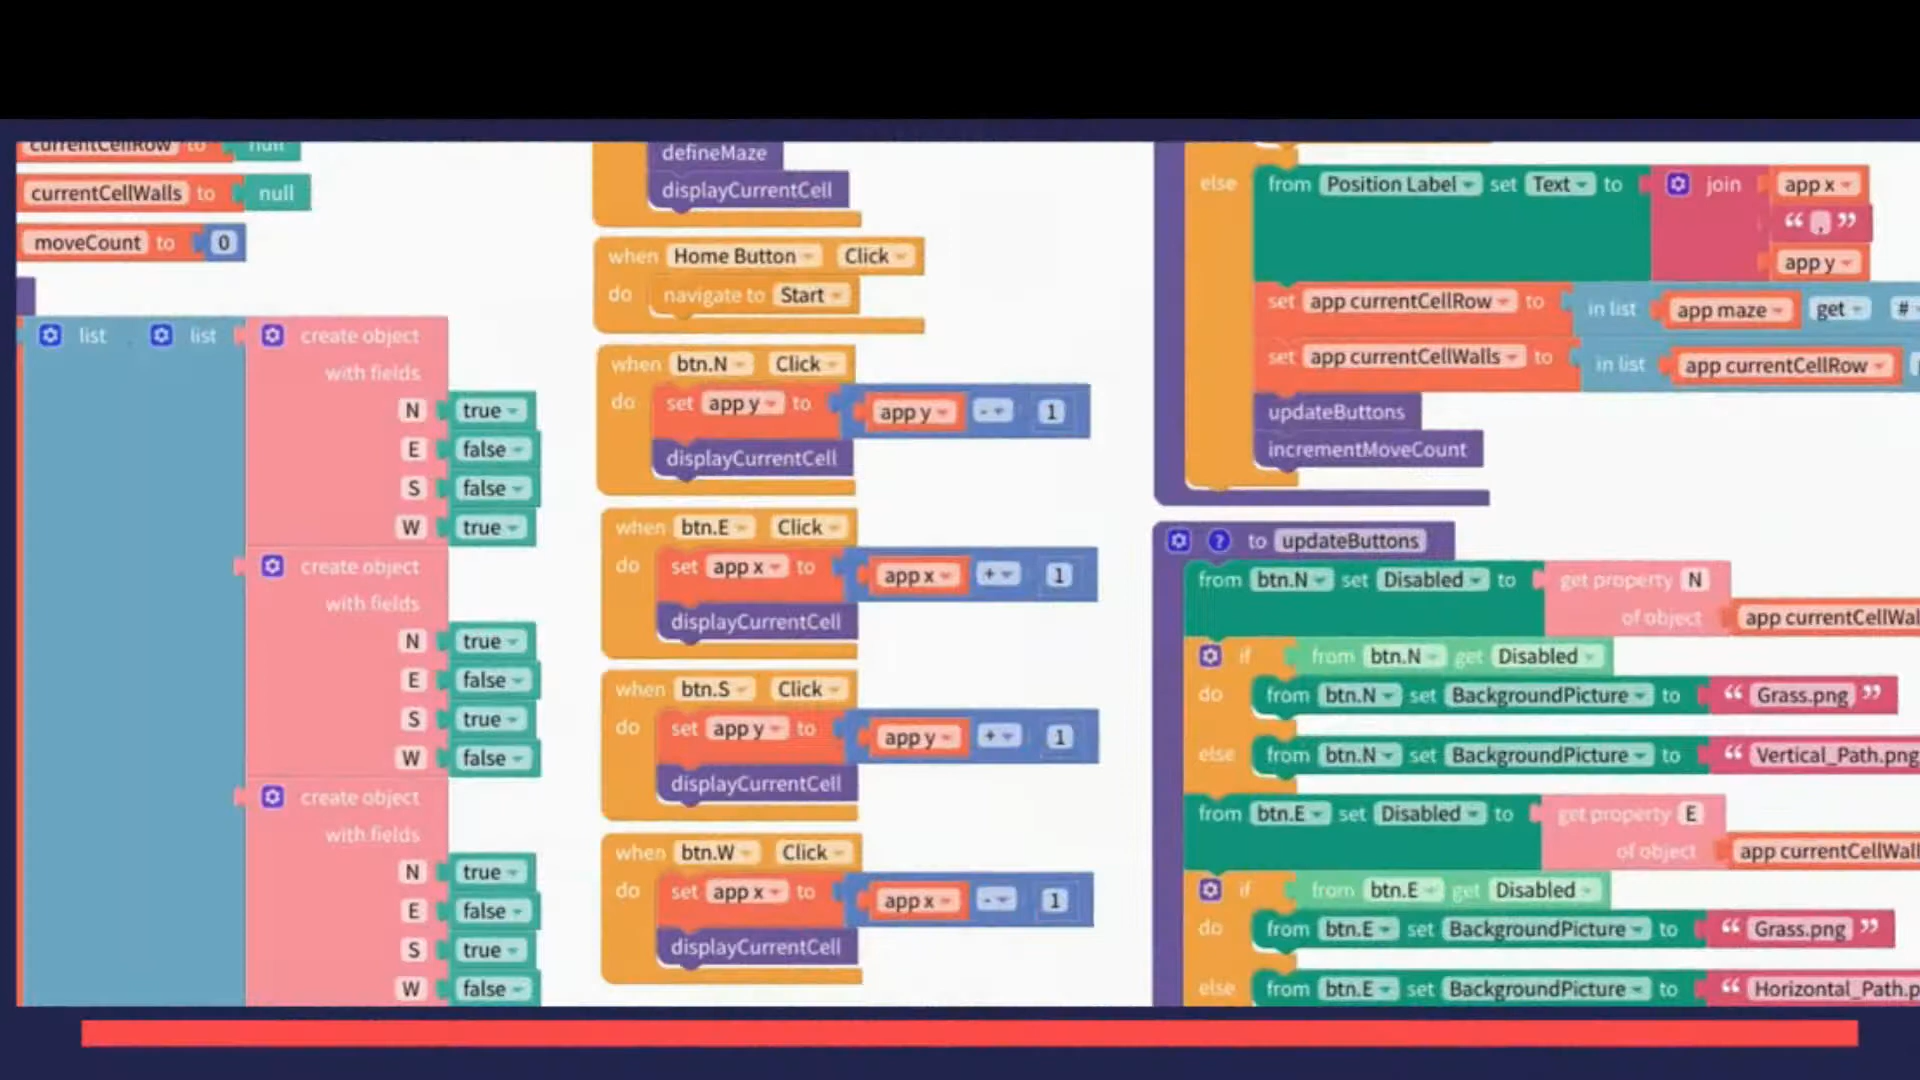 currentCellRow to null
currentCellWalls to null
moveCount to 0
list list create object
with fields
N true
E false
S false
W true
create object
with fields
N true
E false
S true
W false
create object
with fields
N true
E false
S true
W false
defineMaze
displayCurrentCell
when Home Button Click
do navigate to Start
when btn.N Click
do set app y to app y - 1
displayCurrentCell
when btn.E Click
do set app x to app x + 1
displayCurrentCell
when btn.S Click
do set app y to app y + 1
displayCurrentCell
when btn.W Click
do set app x to app x - 1
displayCurrentCell
else from Position Label set Text to join app x
“ , ”
app y
set app currentCellRow to in list app maze get #
set app currentCellWalls to in list app currentCellRow
updateButtons
incrementMoveCount
? to updateButtons
from btn.N set Disabled to get property N
of object app currentCellWal
if from btn.N get Disabled
do from btn.N set BackgroundPicture to “ Grass.png ”
else from btn.N set BackgroundPicture to “ Vertical_Path.png
from btn.E set Disabled to get property E
of object app currentCellWall
if from btn.E get Disabled
do from btn.E set BackgroundPicture to “ Grass.png ”
else from btn.E set BackgroundPicture to “ Horizontal_Path.p